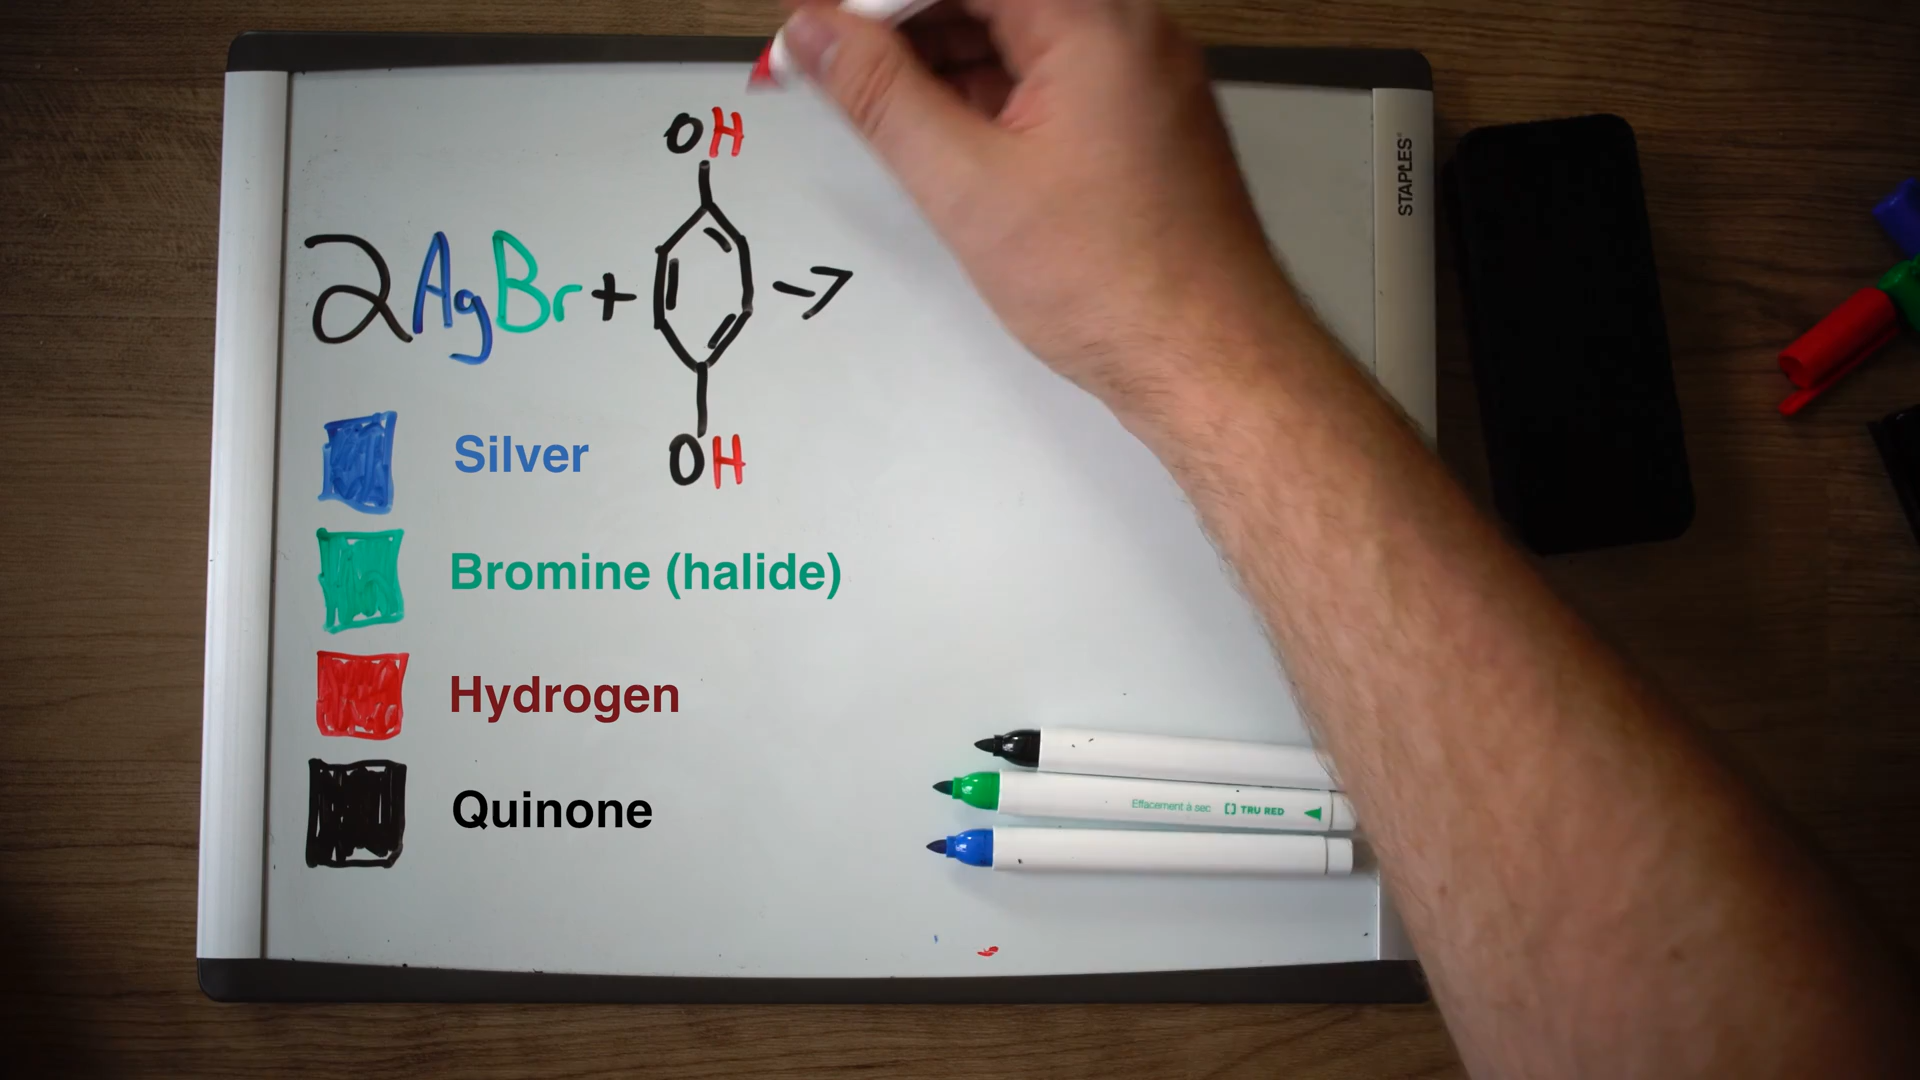 OH
2AgBr + →
OH
Silver
Bromine (halide)
Hydrogen
Quinone
STAPLES
Effacement à sec TRU RED